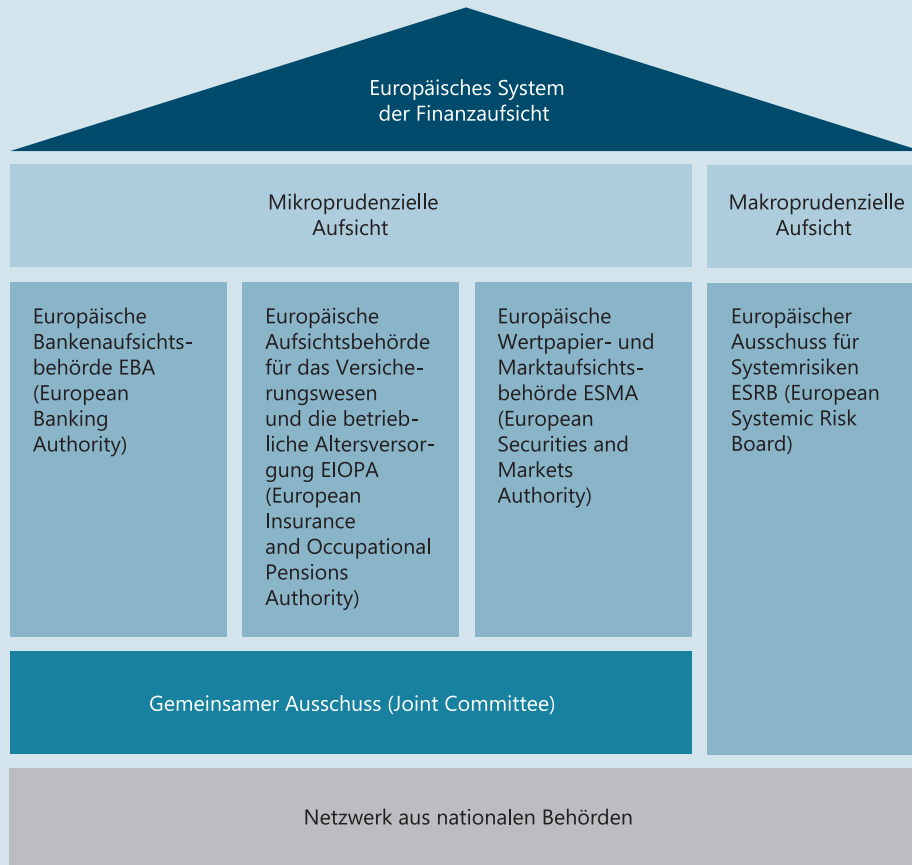 Europäisches System
der Finanzaufsicht
Mikroprudenzielle
Aufsicht
Makroprudenzielle
Aufsicht
Europäische
Bankenaufsichts-
behörde EBA
(European
Banking
Authority)
Europäische
Aufsichtsbehörde
für das Versiche-
rungswesen
und die betrieb-
liche Altersversor-
gung EIOPA
(European
Insurance
and Occupational
Pensions
Authority)
Europäische
Wertpapier- und
Marktaufsichts-
behörde ESMA
(European
Securities and
Markets
Authority)
Europäischer
Ausschuss für
Systemrisiken
ESRB (European
Systemic Risk
Board)
Gemeinsamer Ausschuss (Joint Committee)
Netzwerk aus nationalen Behörden